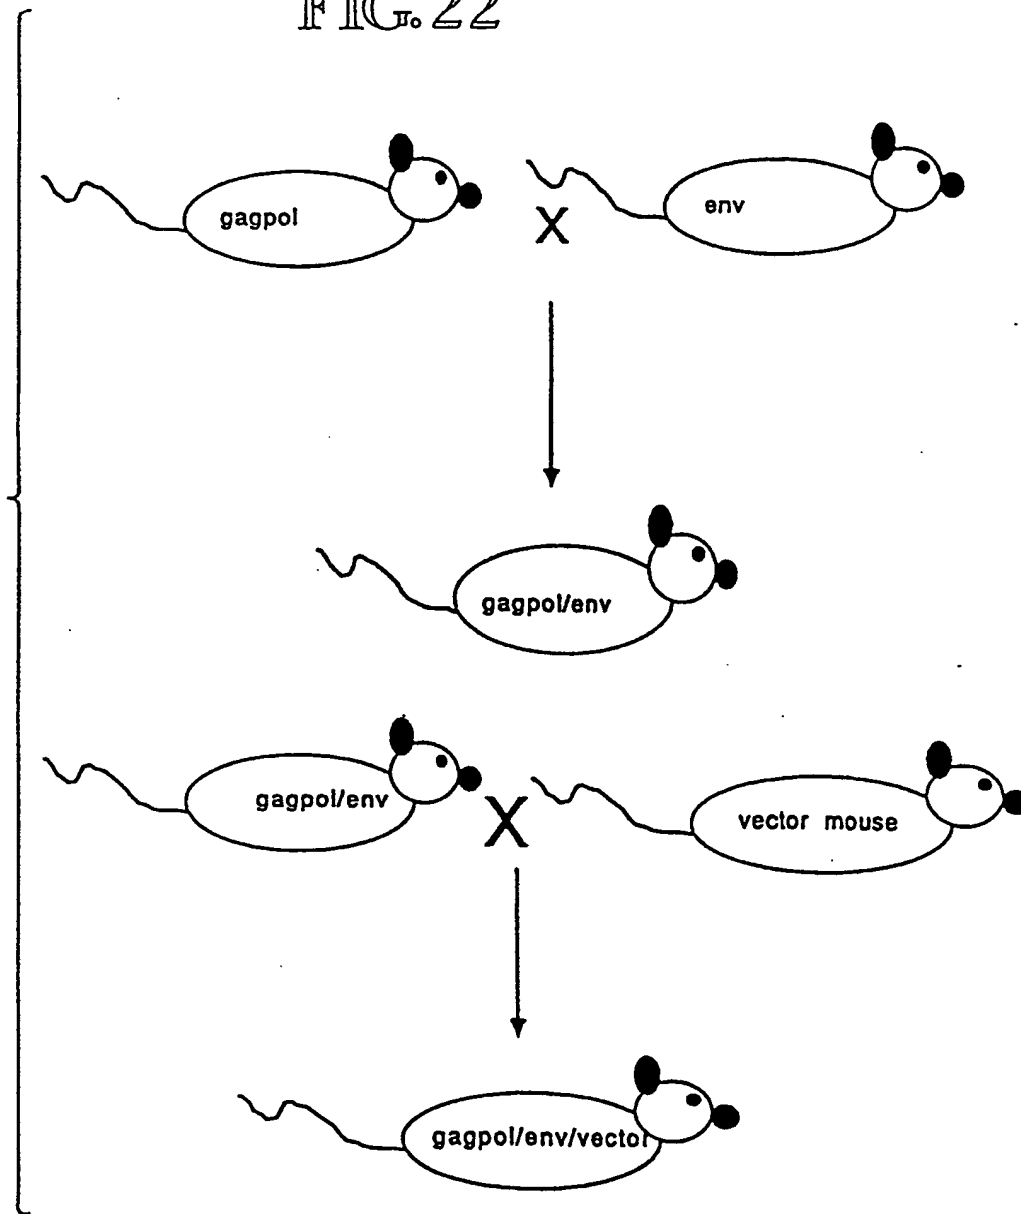 FIG. 22
gagpol
X
env
gagpol/env
gagpol/env
X
vector mouse
gagpol/env/vector